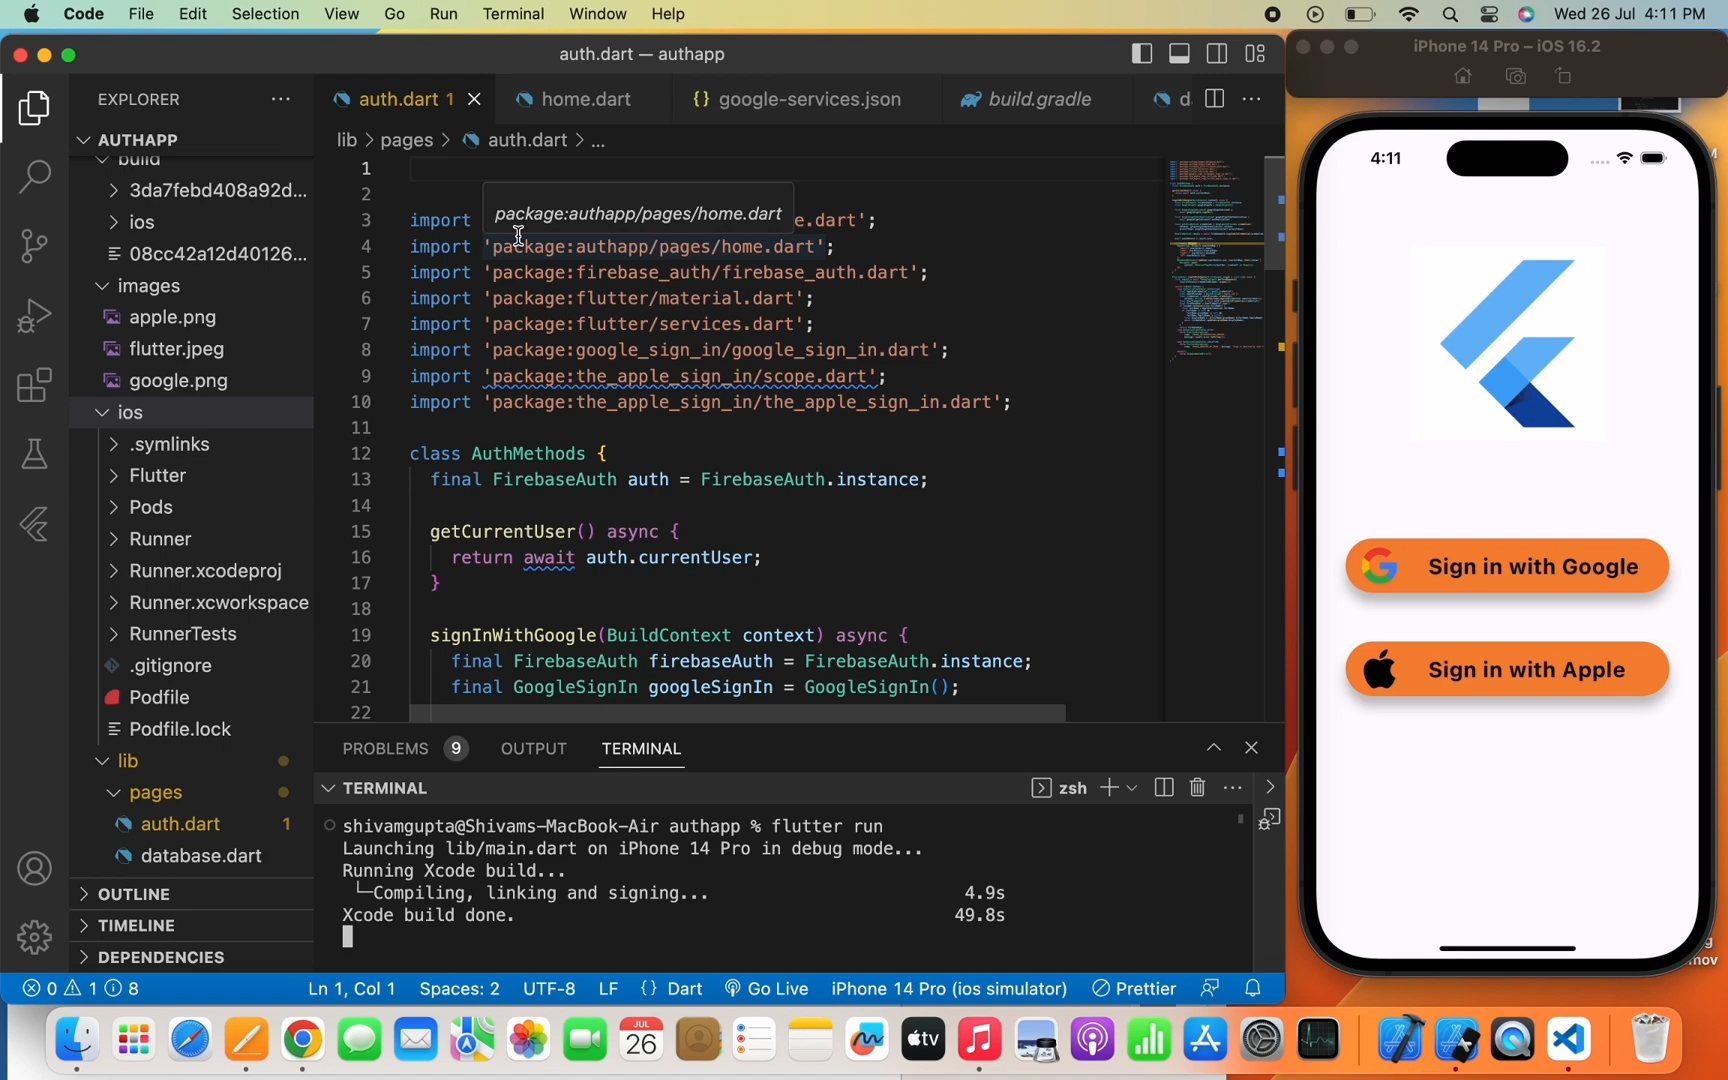 Code File Edit Selection View Go Run Terminal Window Help
Wed 26 Jul 4:11 PM
auth.dart — authapp
EXPLORER
AUTHAPP
build
3da7febd408a92d...
ios
08cc42a12d40126...
images
apple.png
flutter.jpeg
google.png
ios
.symlinks
Flutter
Pods
Runner
Runner.xcodeproj
Runner.xcworkspace
RunnerTests
.gitignore
Podfile
Podfile.lock
lib
pages
auth.dart 1
database.dart
OUTLINE
TIMELINE
DEPENDENCIES
auth.dart 1 home.dart {} google-services.json build.gradle d
lib > pages > auth.dart > ...
1
2
package:authapp/pages/home.dart
3 import e.dart';
4 import 'package:authapp/pages/home.dart';
5 import 'package:firebase_auth/firebase_auth.dart';
6 import 'package:flutter/material.dart';
7 import 'package:flutter/services.dart';
8 import 'package:google_sign_in/google_sign_in.dart';
9 import 'package:the_apple_sign_in/scope.dart';
10 import 'package:the_apple_sign_in/the_apple_sign_in.dart';
11
12 class AuthMethods {
13 final FirebaseAuth auth = FirebaseAuth.instance;
14
15 getCurrentUser() async {
16 return await auth.currentUser;
17 }
18
19 signInWithGoogle(BuildContext context) async {
20 final FirebaseAuth firebaseAuth = FirebaseAuth.instance;
21 final GoogleSignIn googleSignIn = GoogleSignIn();
22
PROBLEMS 9 OUTPUT TERMINAL
TERMINAL zsh
shivamgupta@Shivams-MacBook-Air authapp % flutter run
Launching lib/main.dart on iPhone 14 Pro in debug mode...
Running Xcode build...
└─Compiling, linking and signing... 4.9s
Xcode build done. 49.8s
0 1 8 Ln 1, Col 1 Spaces: 2 UTF-8 LF {} Dart Go Live iPhone 14 Pro (ios simulator) Prettier
iPhone 14 Pro – iOS 16.2
4:11
Sign in with Google
Sign in with Apple
JUL
26
tv
mov